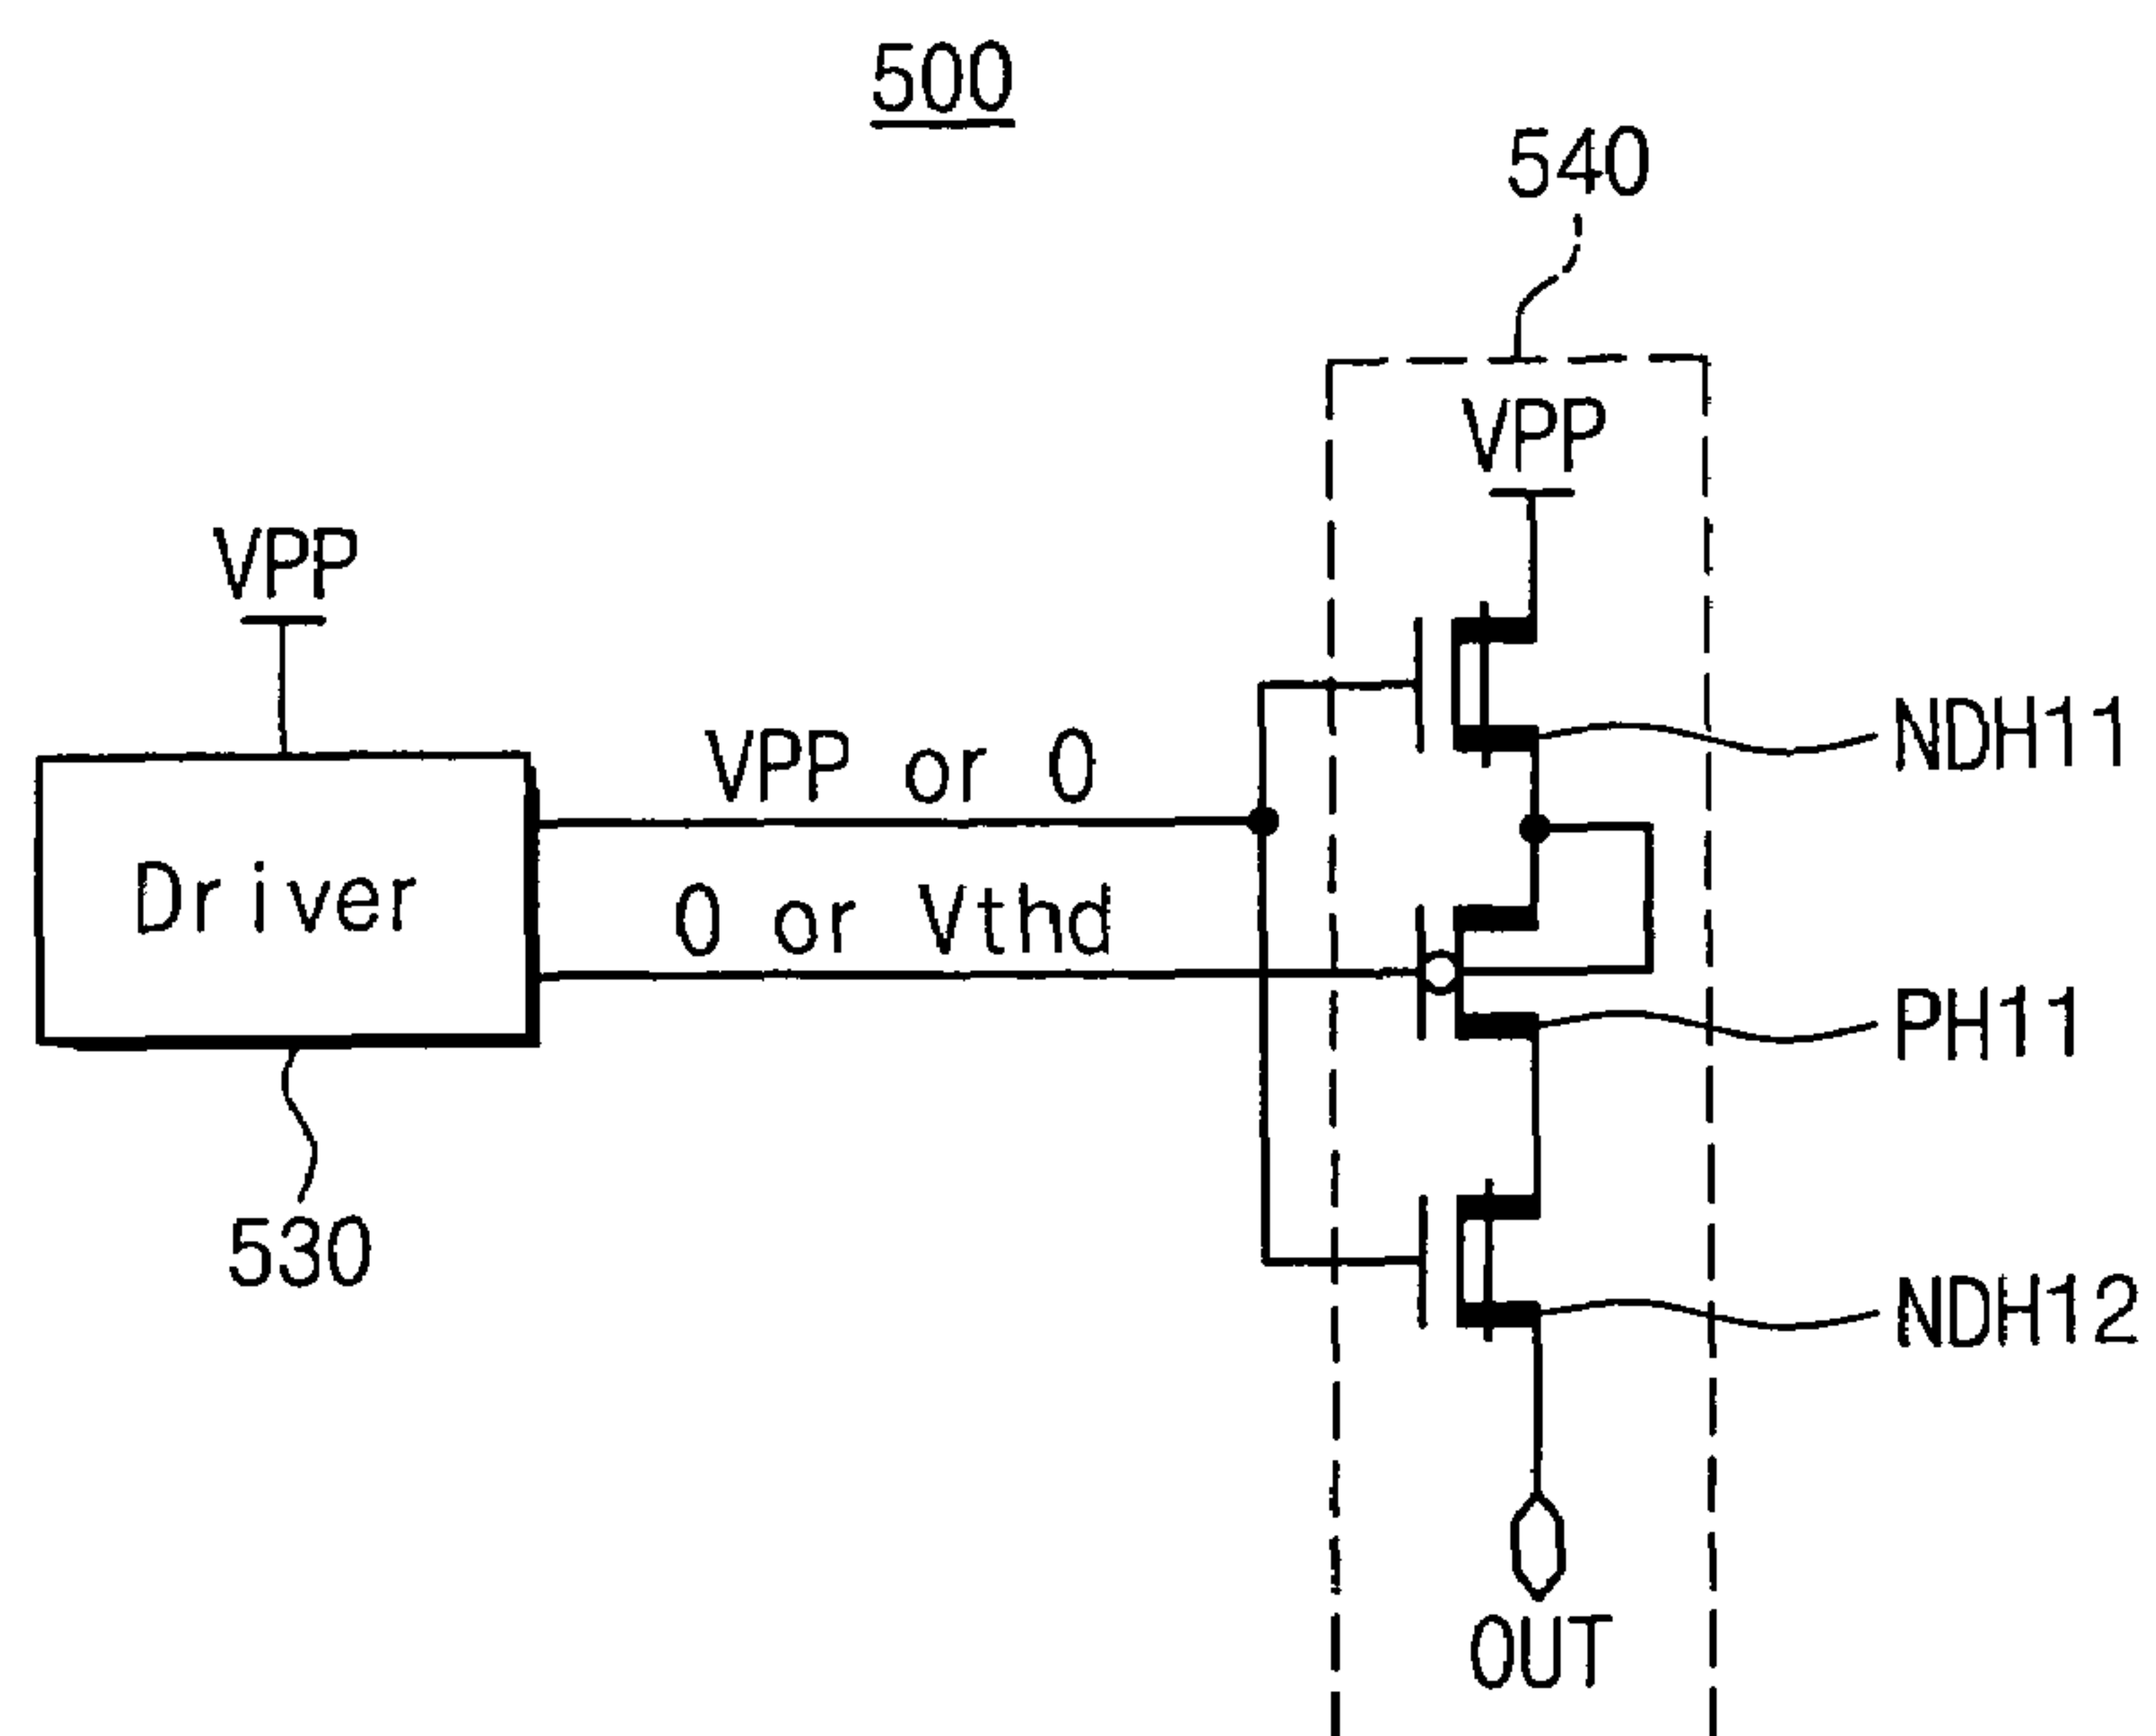 500
540
VPP
VPP
NDH11
VPP or 0
Driver
0 or Vthd
PH11
530
NDH12
OUT